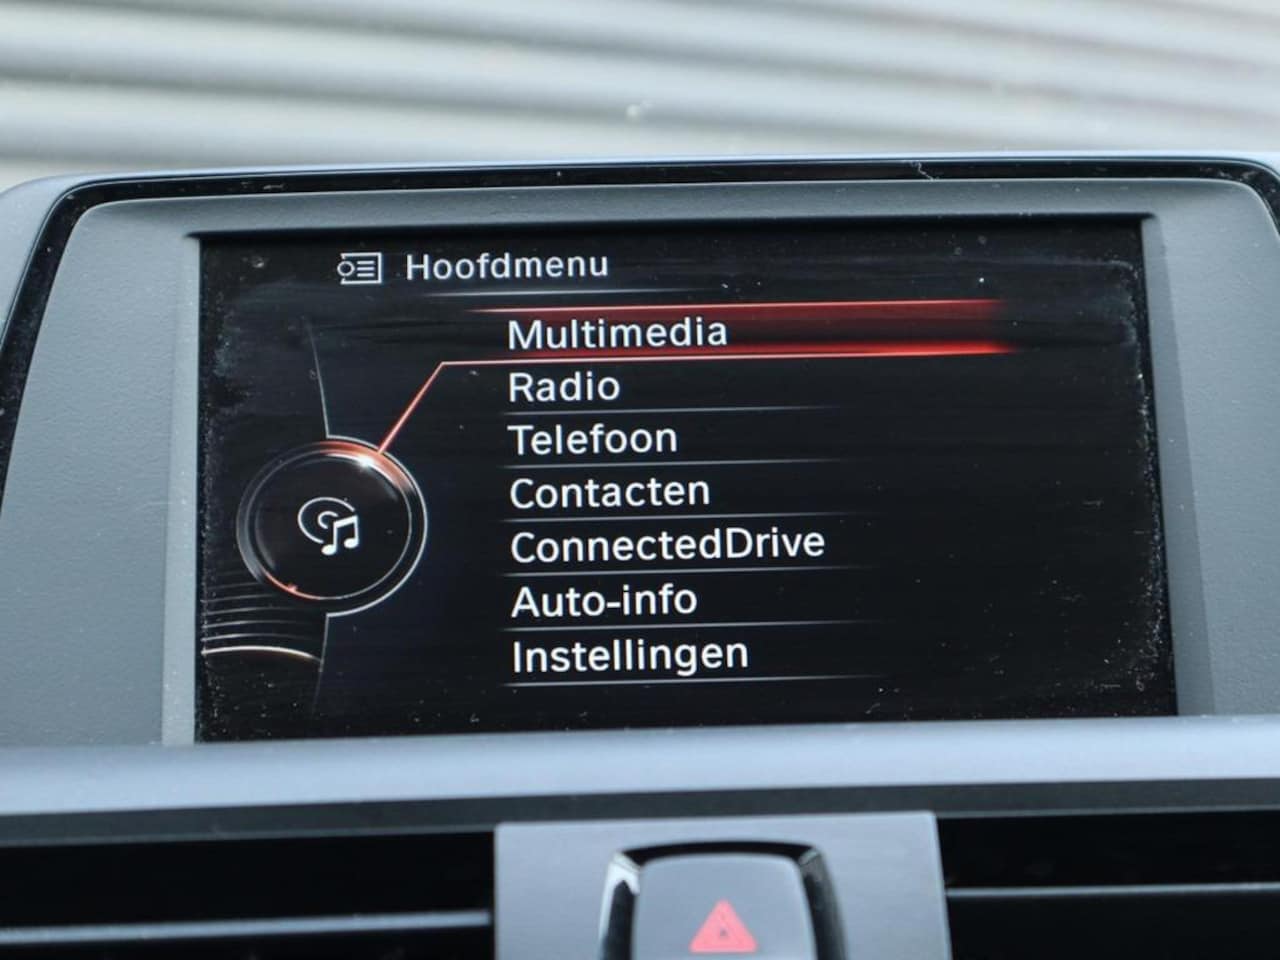 Hoofdmenu
Multimedia
Radio
Telefoon
Contacten
ConnectedDrive
Auto-info
Instellingen